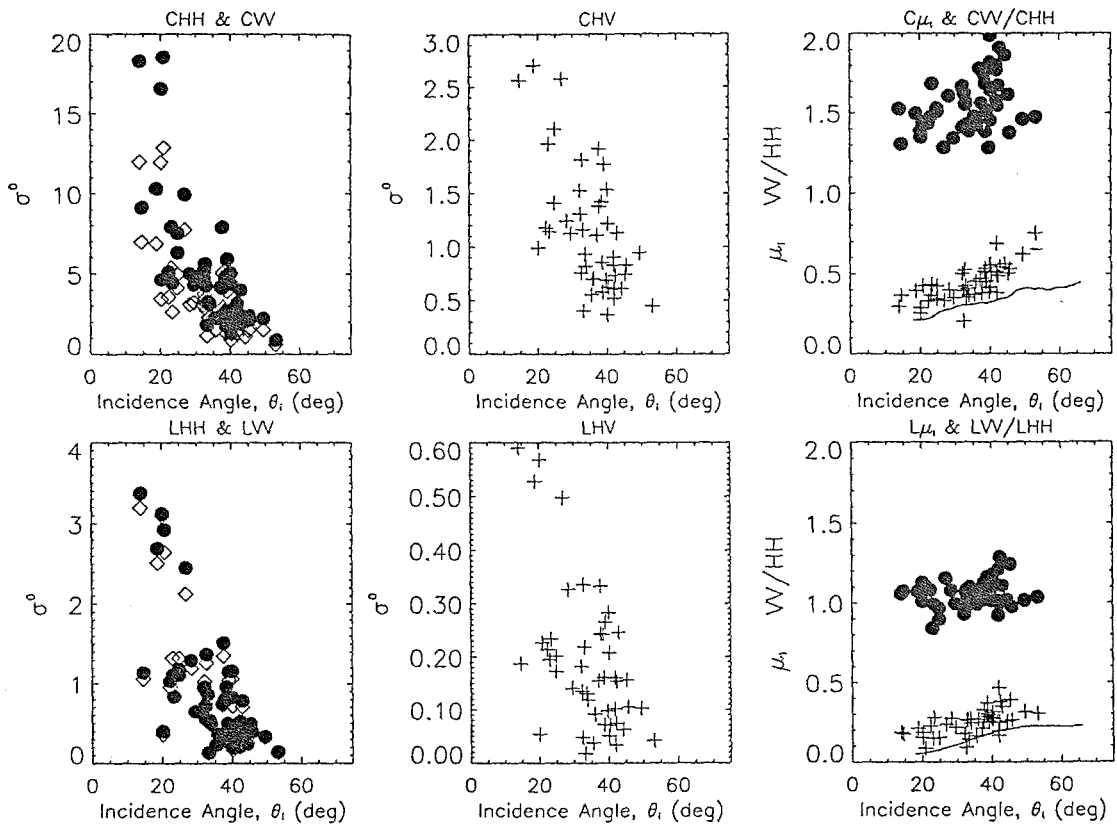 CHH & CVV
20
15
10
5
0
σ°
0 20 40 60
Incidence Angle, θi (deg)
CHV
3.0
2.5
2.0
1.5
1.0
0.5
0.0
σ°
0 20 40 60
Incidence Angle, θi (deg)
Cμ1 & CVV/CHH
2.0
1.5
1.0
0.5
0.0
μ1 VV/HH
0 20 40 60
Incidence Angle, θi (deg)
LHH & LVV
4
3
2
1
0
σ°
0 20 40 60
Incidence Angle, θi (deg)
LHV
0.60
0.50
0.40
0.30
0.20
0.10
0.00
σ°
0 20 40 60
Incidence Angle, θi (deg)
Lμ1 & LVV/LHH
2.0
1.5
1.0
0.5
0.0
μ1 VV/HH
0 20 40 60
Incidence Angle, θi (deg)